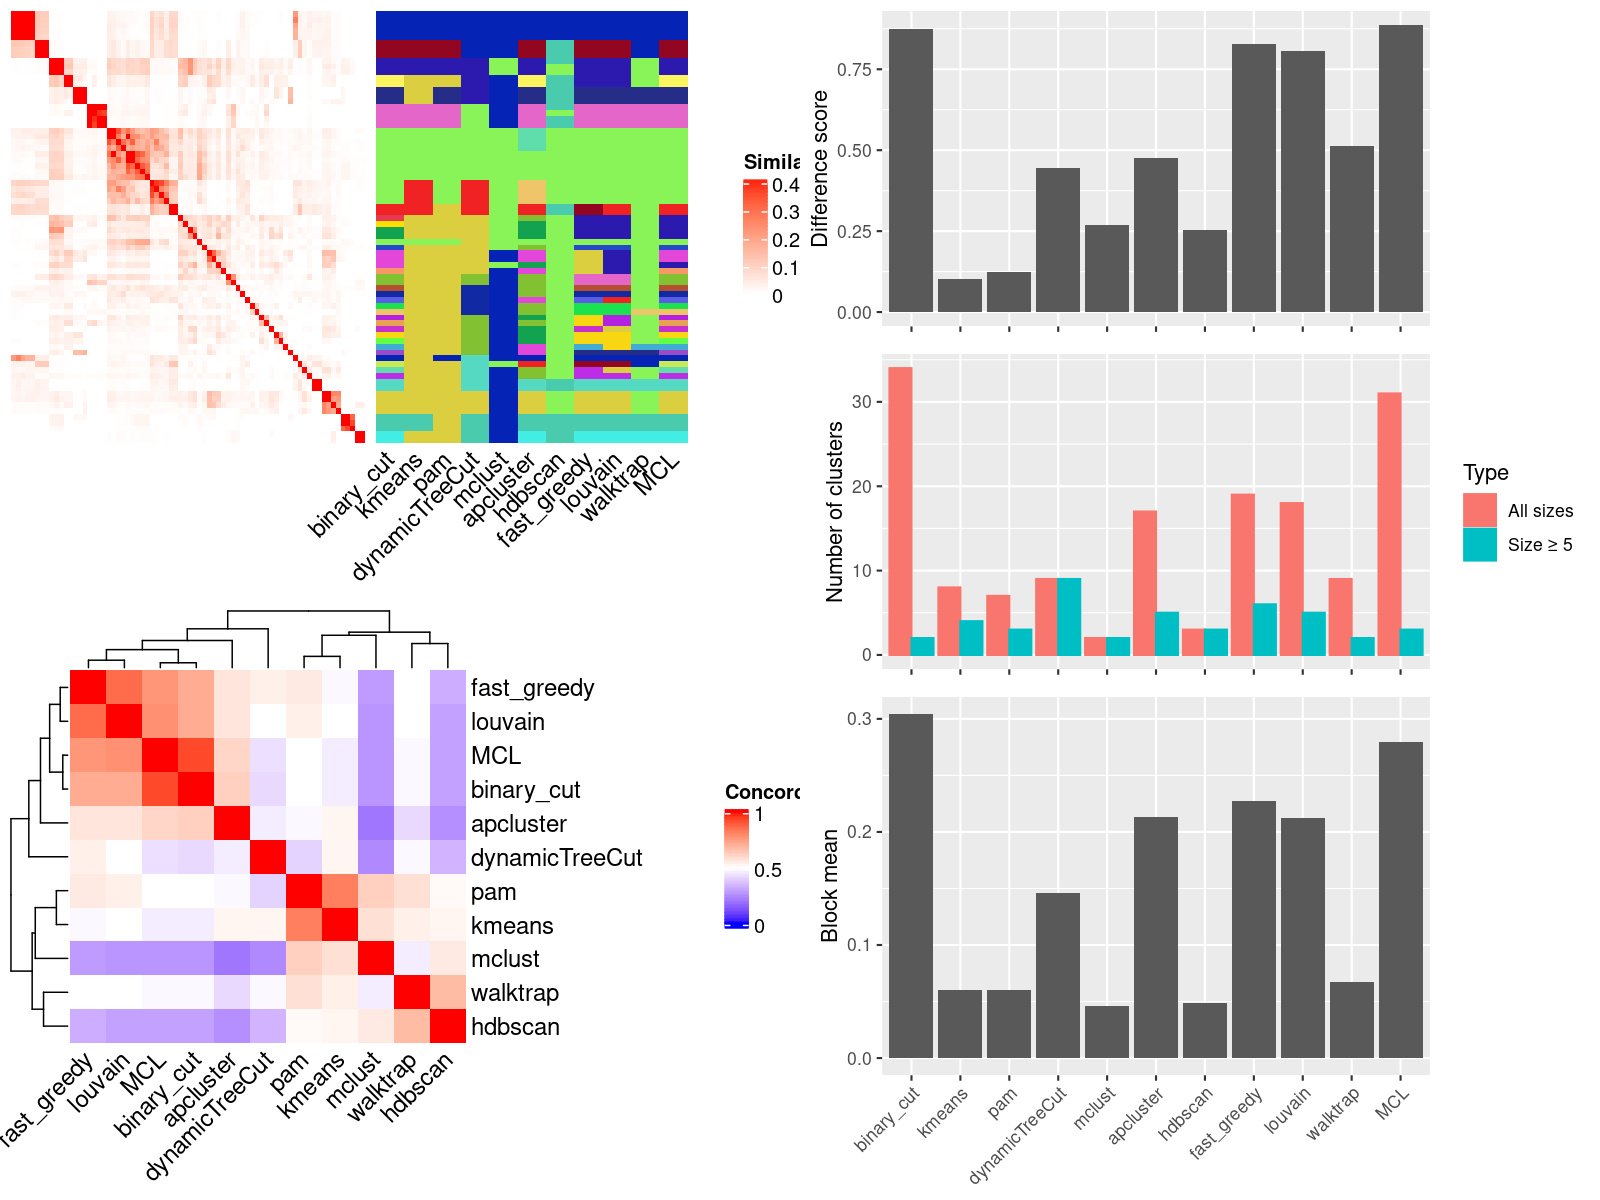 Simila
0.4
0.3
0.2
0.1
0
binary_cut
kmeans
pam
dynamicTreeCut
mclust
apcluster
hdbscan
fast_greedy
louvain
walktrap
MCL
Difference score
0.75
0.50
0.25
0.00
Number of clusters
30
20
10
0
Type
All sizes
Size ≥ 5
fast_greedy
louvain
MCL
binary_cut
apcluster
dynamicTreeCut
pam
kmeans
mclust
walktrap
hdbscan
fast_greedy
louvain
MCL
binary_cut
apcluster
dynamicTreeCut
pam
kmeans
mclust
walktrap
hdbscan
Concord
1
0.5
0
Block mean
0.3
0.2
0.1
0.0
binary_cut
kmeans
pam
dynamicTreeCut
mclust
apcluster
hdbscan
fast_greedy
louvain
walktrap
MCL